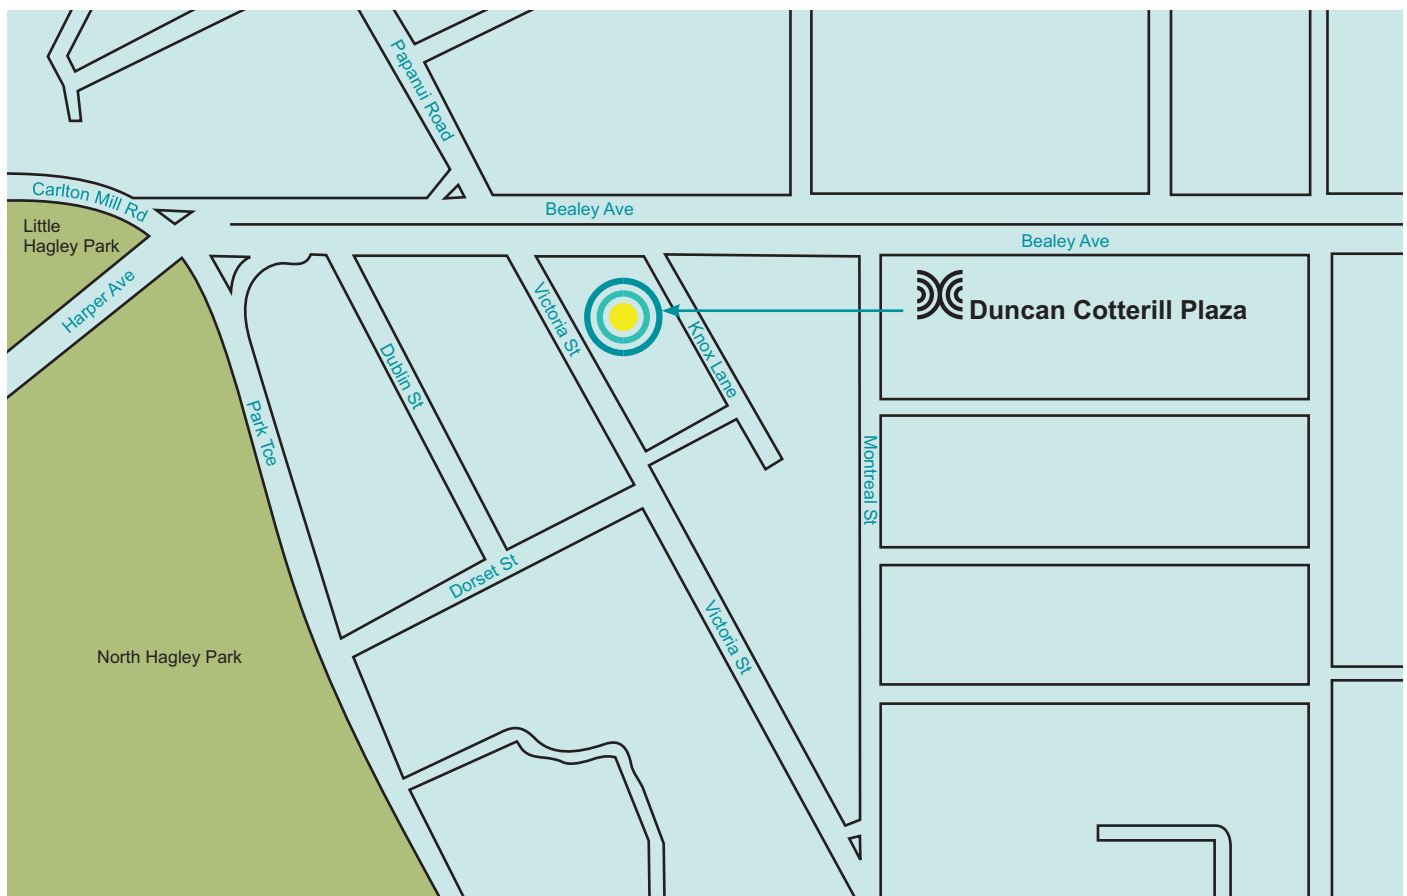 Papanui Road
Carlton Mill Rd
Bealey Ave
Little
Hagley Park
Bealey Ave
Harper Ave
Victoria St
Duncan Cotterill Plaza
Knox Lane
Dublin St
Park Tce
Montreal St
Dorset St
Victoria St
North Hagley Park